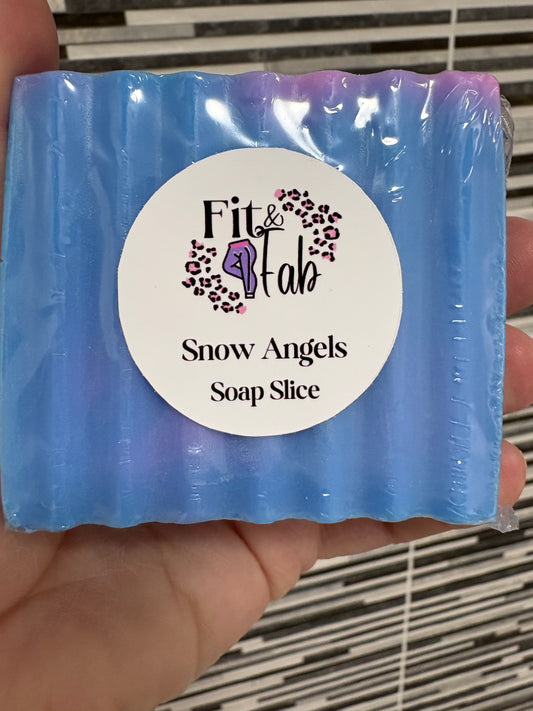 Fit &
Fab
Snow Angels
Soap Slice